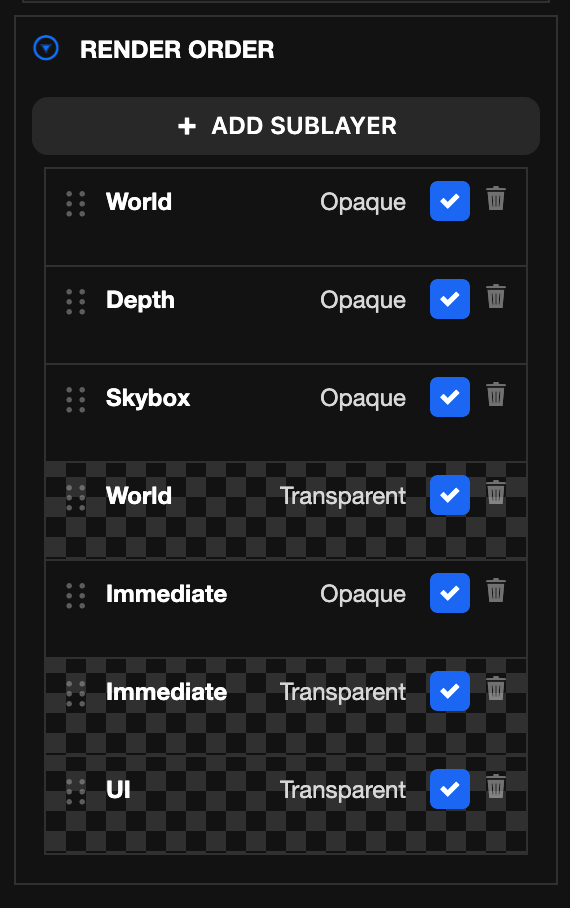 RENDER ORDER
+ ADD SUBLAYER
World Opaque
Depth Opaque
Skybox Opaque
World Transparent
Immediate Opaque
Immediate Transparent
UI Transparent